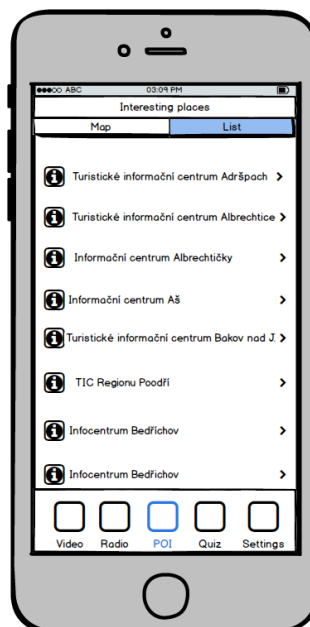 ABC 03:09 PM
Interesting places
Map List
Turistické informační centrum Adršpach
Turistické informační centrum Albrechtice
Informační centrum Albrechtičky
Informační centrum Aš
Turistické informační centrum Bakov nad J.
TIC Regionu Poodří
Infocentrum Bedřichov
Infocentrum Bedřichov
Video Radio POI Quiz Settings